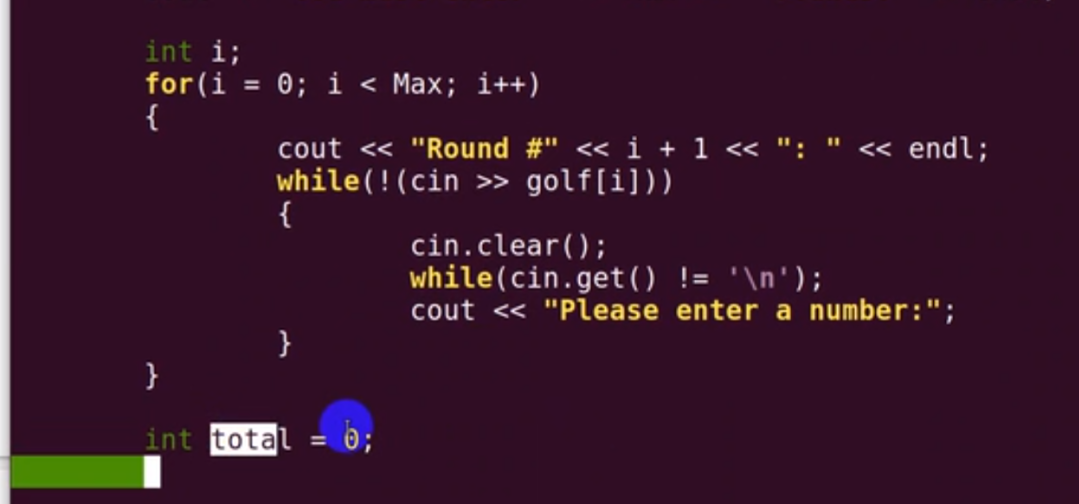 int i;
for(i = 0; i < Max; i++)
{
cout << "Round #" << i + 1 << ": " << endl;
while(!(cin >> golf[i]))
{
cin.clear();
while(cin.get() != '\n');
cout << "Please enter a number:";
}
}
int total = 0;